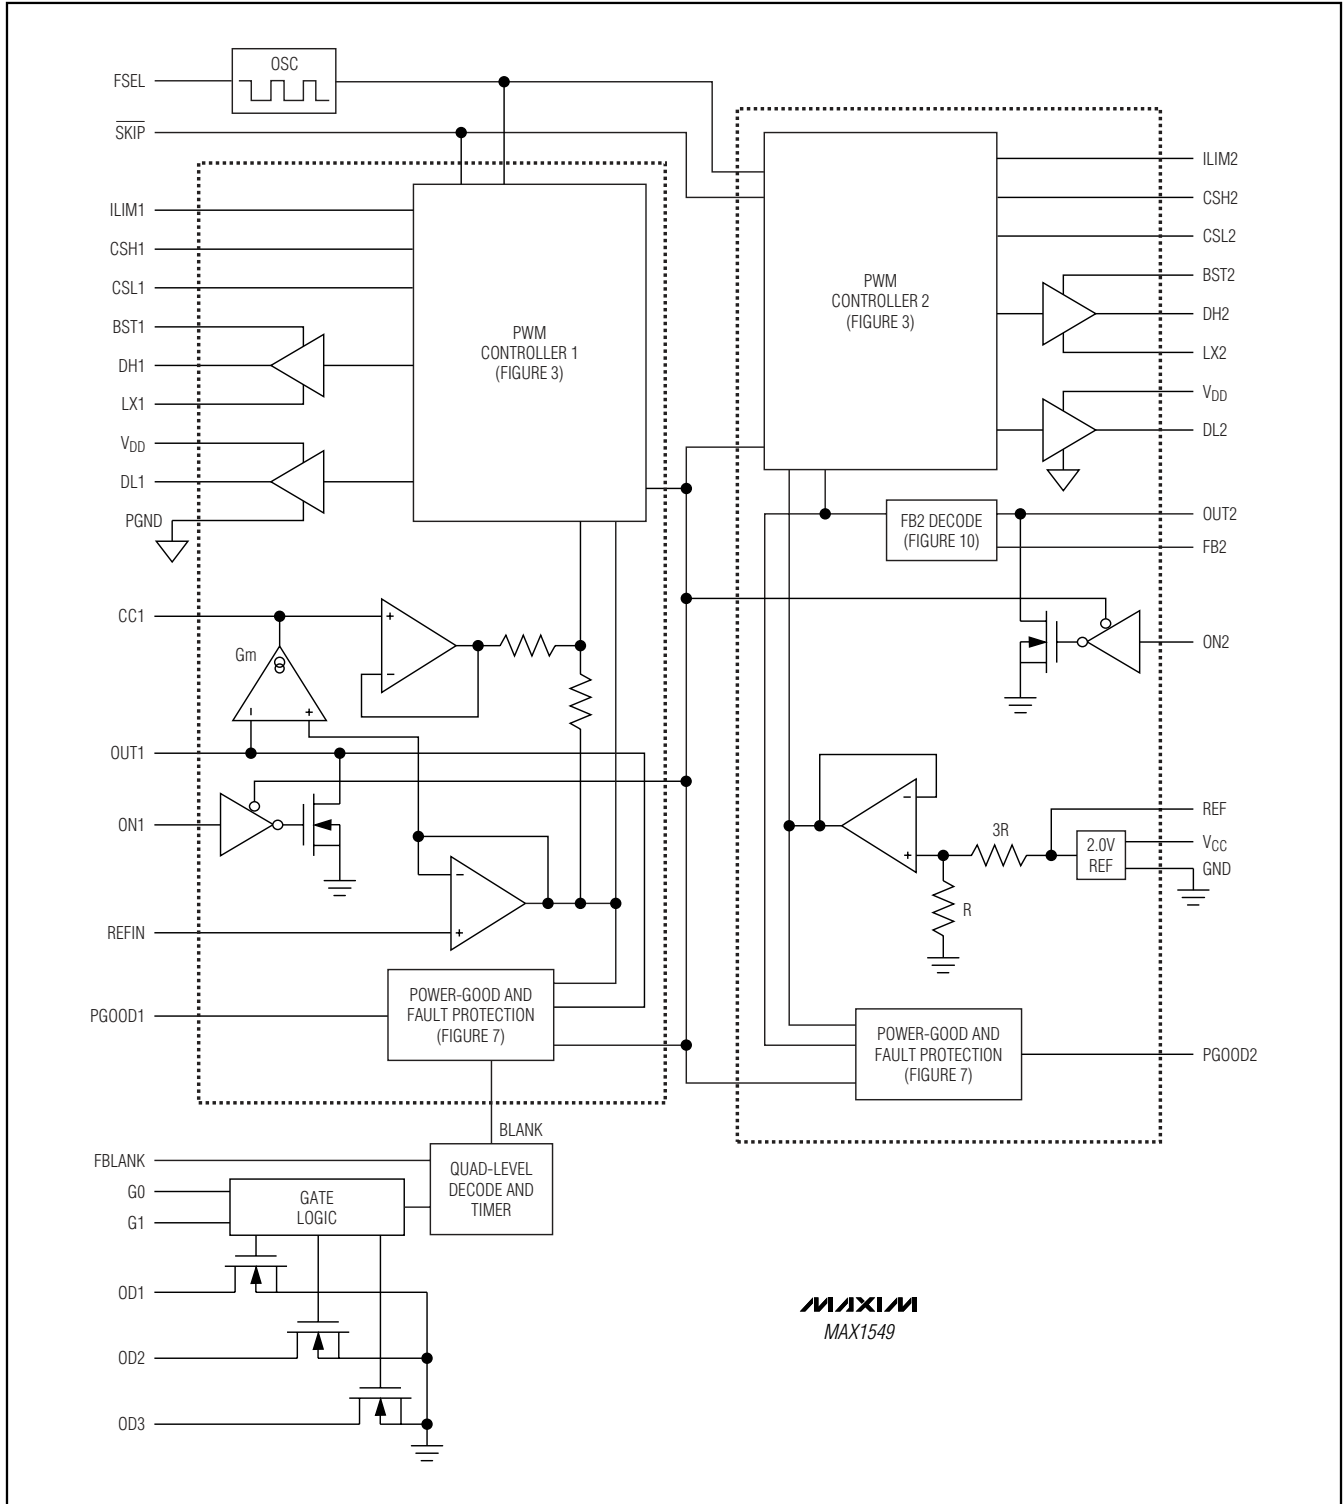 FSEL
OSC
SKIP
ILIM1
CSH1
CSL1
BST1
DH1
LX1
VDD
DL1
PGND
PWM
CONTROLLER 1
(FIGURE 3)
CC1
Gm
+
−
−
+
OUT1
ON1
−
+
REFIN
PGOOD1
POWER-GOOD AND
FAULT PROTECTION
(FIGURE 7)
BLANK
FBLANK
QUAD-LEVEL
DECODE AND
TIMER
G0
G1
GATE
LOGIC
OD1
OD2
OD3
PWM
CONTROLLER 2
(FIGURE 3)
ILIM2
CSH2
CSL2
BST2
DH2
LX2
VDD
DL2
FB2 DECODE
(FIGURE 10)
OUT2
FB2
ON2
−
+
3R
R
2.0V
REF
REF
VCC
GND
POWER-GOOD AND
FAULT PROTECTION
(FIGURE 7)
PGOOD2
MAXIM
MAX1549